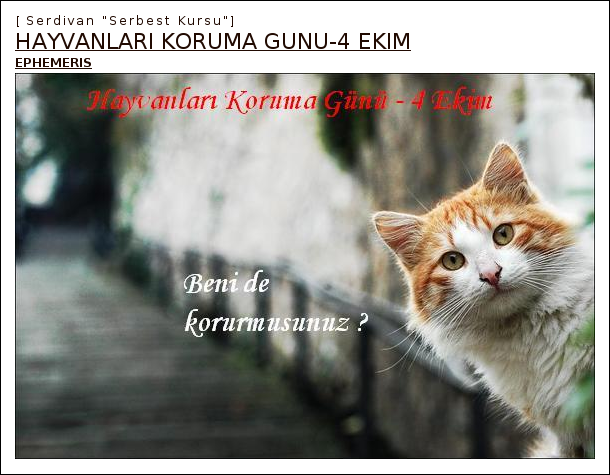 [ Serdivan "Serbest Kursu"]
HAYVANLARI KORUMA GUNU-4 EKIM
EPHEMERIS
Hayvanları Koruma Günü - 4 Ekim
Beni de
korurmusunuz ?